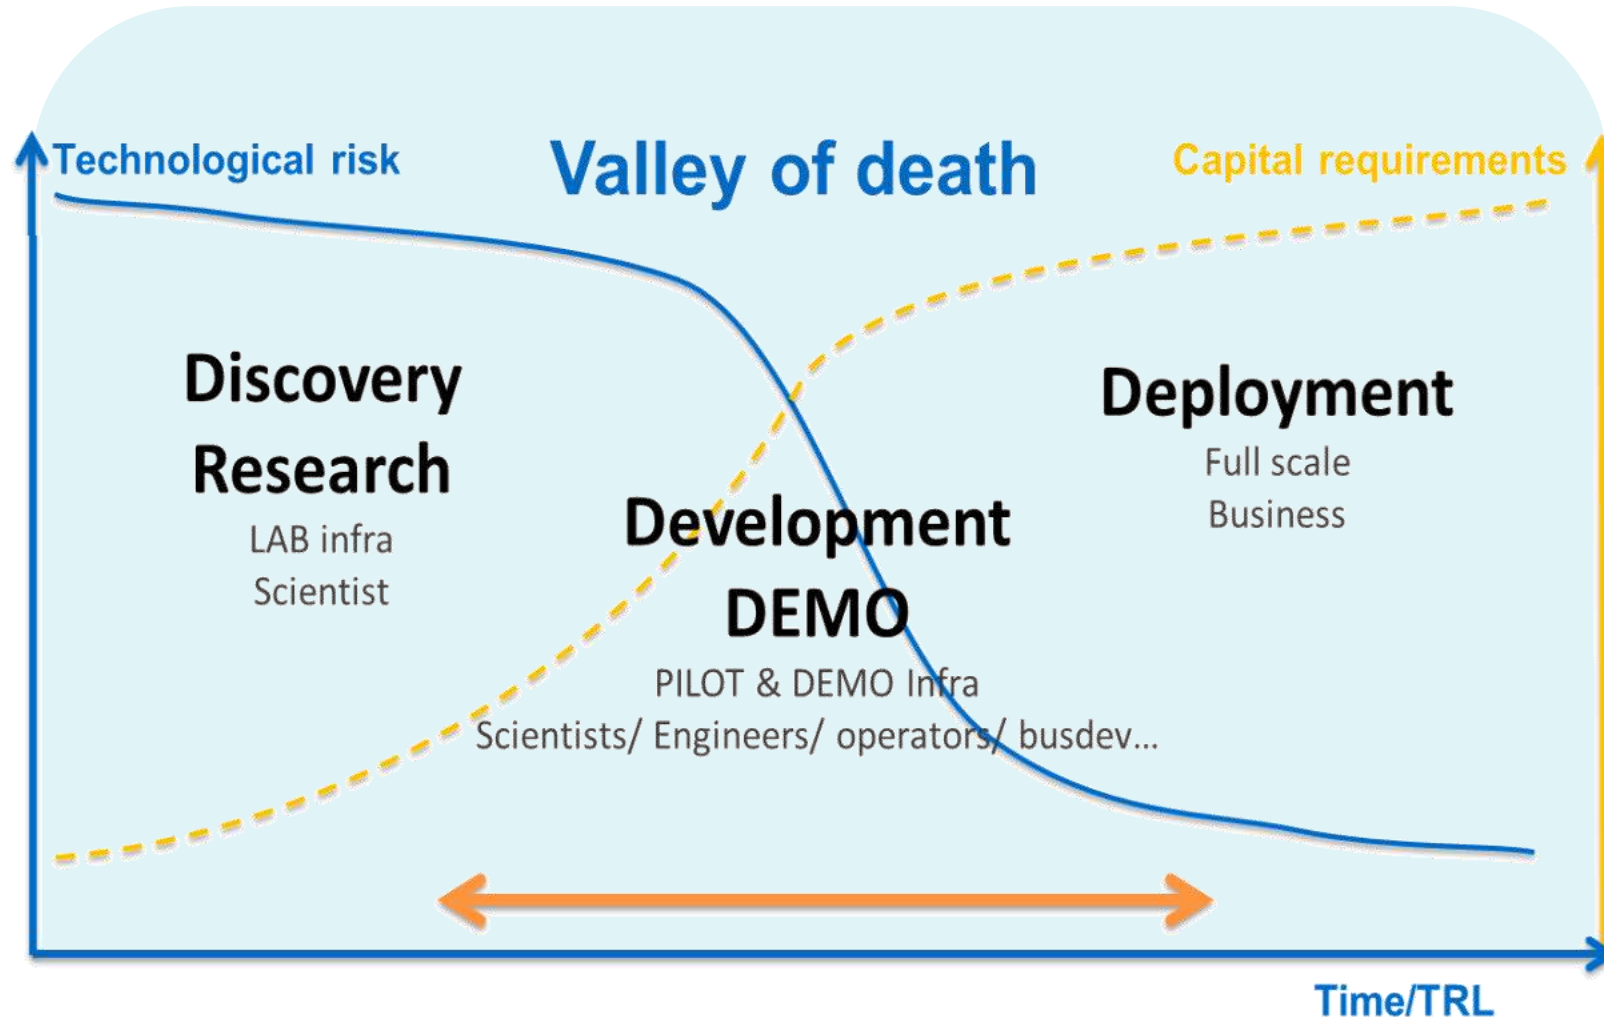 Technological risk
Valley of death
Capital requirements
Discovery
Research
LAB infra
Scientist
Development
DEMO
PILOT & DEMO Infra
Scientists/ Engineers/ operators/ busdev...
Deployment
Full scale
Business
Time/TRL